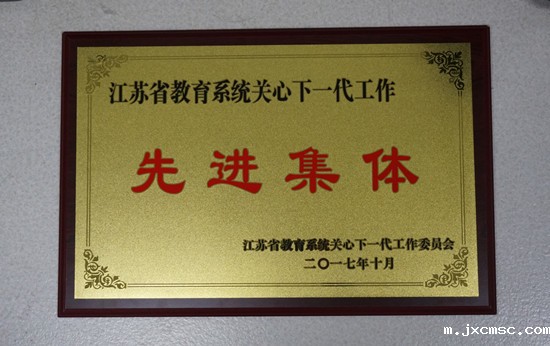 江苏省教育系统关心下一代工作
先进集体
江苏省教育系统关心下一代工作委员会
二〇一七年十月
m.jxcmsc.com